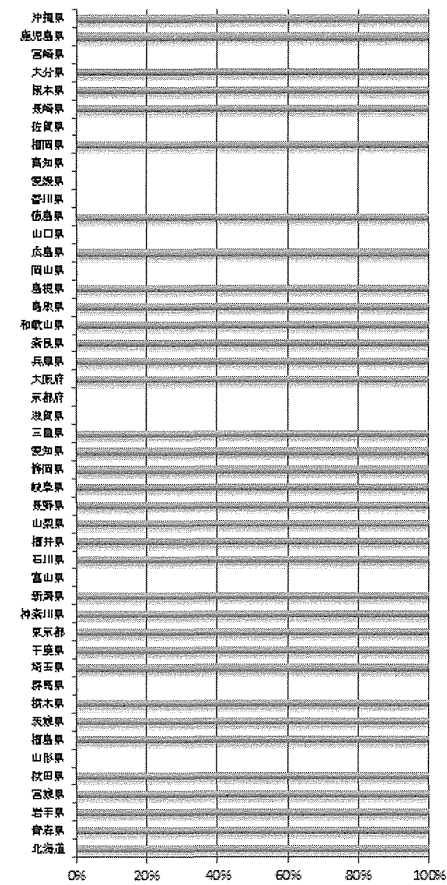 沖縄県
鹿児島県
宮崎県
大分県
熊本県
長崎県
佐賀県
福岡県
高知県
愛媛県
香川県
徳島県
山口県
広島県
岡山県
島根県
鳥取県
和歌山県
奈良県
兵庫県
大阪府
京都府
滋賀県
三重県
愛知県
静岡県
岐阜県
長野県
山梨県
福井県
石川県
富山県
新潟県
神奈川県
東京都
千葉県
埼玉県
群馬県
栃木県
茨城県
福島県
山形県
秋田県
宮城県
岩手県
青森県
北海道
0% 20% 40% 60% 80% 100%